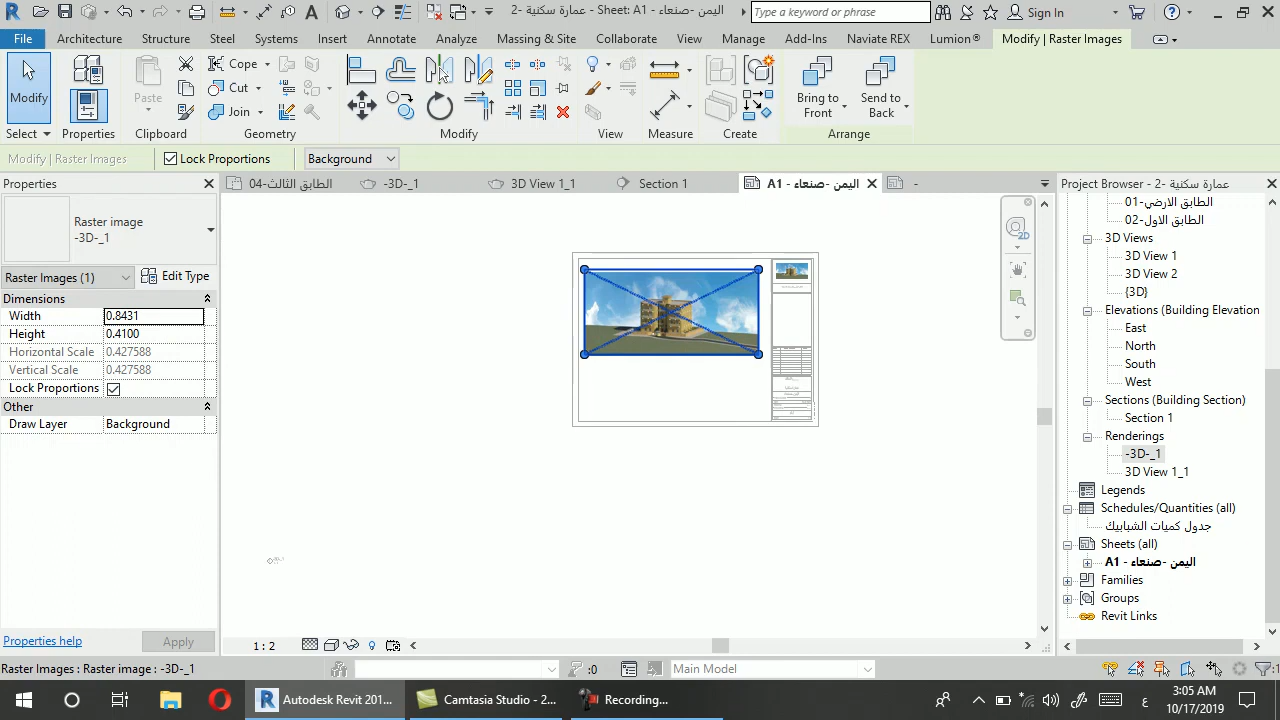 عمارة سكنية -2 - Sheet: A1 - اليمن -صنعاء
Type a keyword or phrase
Sign In
File
Architecture
Structure
Steel
Systems
Insert
Annotate
Analyze
Massing & Site
Collaborate
View
Manage
Add-Ins
Naviate REX
Lumion®
Modify | Raster Images
Modify
Paste
Cope
Cut
Join
Bring to Front
Send to Back
Select
Properties
Clipboard
Geometry
Modify
View
Measure
Create
Arrange
Modify | Raster Images
Lock Proportions
Background
Properties
الطابق الثالث-04
-3D-_1
3D View 1_1
Section 1
A1 - اليمن -صنعاء
-
Project Browser - عمارة سكنية -2
Raster image
-3D-_1
Raster Images (1)
Edit Type
Dimensions
Width 0.8431
Height 0.4100
Horizontal Scale 0.427588
Vertical Scale 0.427588
Lock Proportions
Other
Draw Layer Background
Properties help
Apply
2D
الطابق الارضي-01
الطابق الاول-02
3D Views
3D View 1
3D View 2
{3D}
Elevations (Building Elevation
East
North
South
West
Sections (Building Section)
Section 1
Renderings
-3D-_1
3D View 1_1
Legends
Schedules/Quantities (all)
جدول كميات الشبابيك
Sheets (all)
A1 - اليمن -صنعاء
Families
Groups
Revit Links
1 : 2
Raster Images : Raster image : -3D-_1
:0
Main Model
:1
Autodesk Revit 201...
Camtasia Studio - 2...
Recording...
ع
3:05 AM
10/17/2019